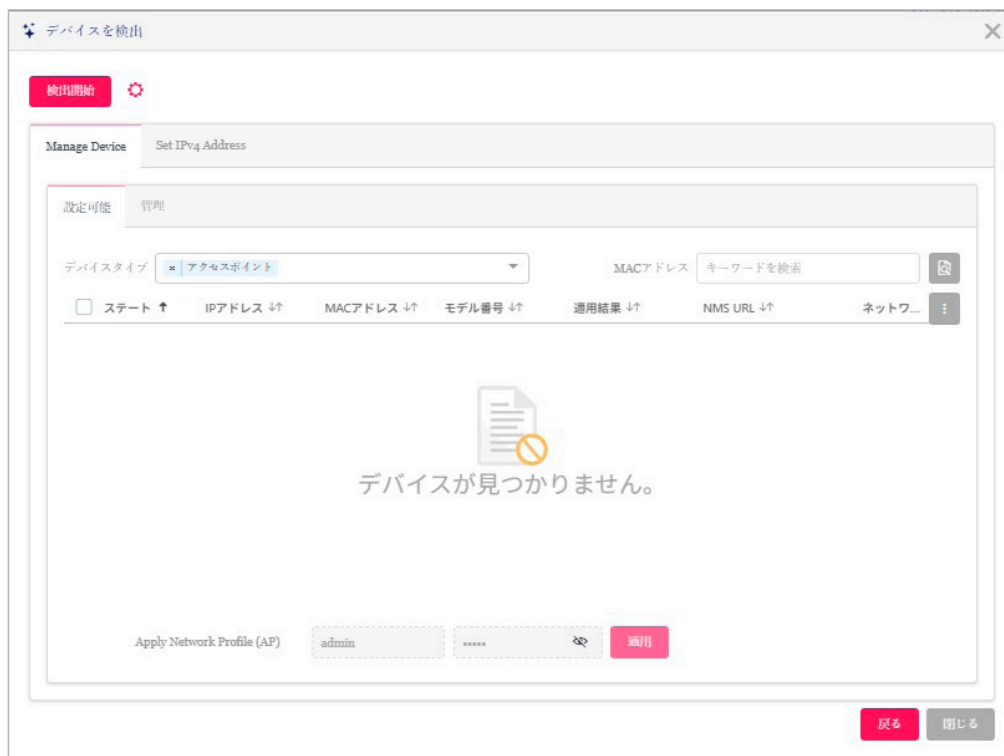 デバイスを検出
検出開始
Manage Device Set IPv4 Address
設定可能 管理
デバイスタイプ × アクセスポイント MACアドレス キーワードを検索
ステート ↑ IPアドレス ↓↑ MACアドレス ↓↑ モデル番号 ↓↑ 適用結果 ↓↑ NMS URL ↓↑ ネットワ...
デバイスが見つかりません。
Apply Network Profile (AP) admin ••••• 適用
戻る 閉じる